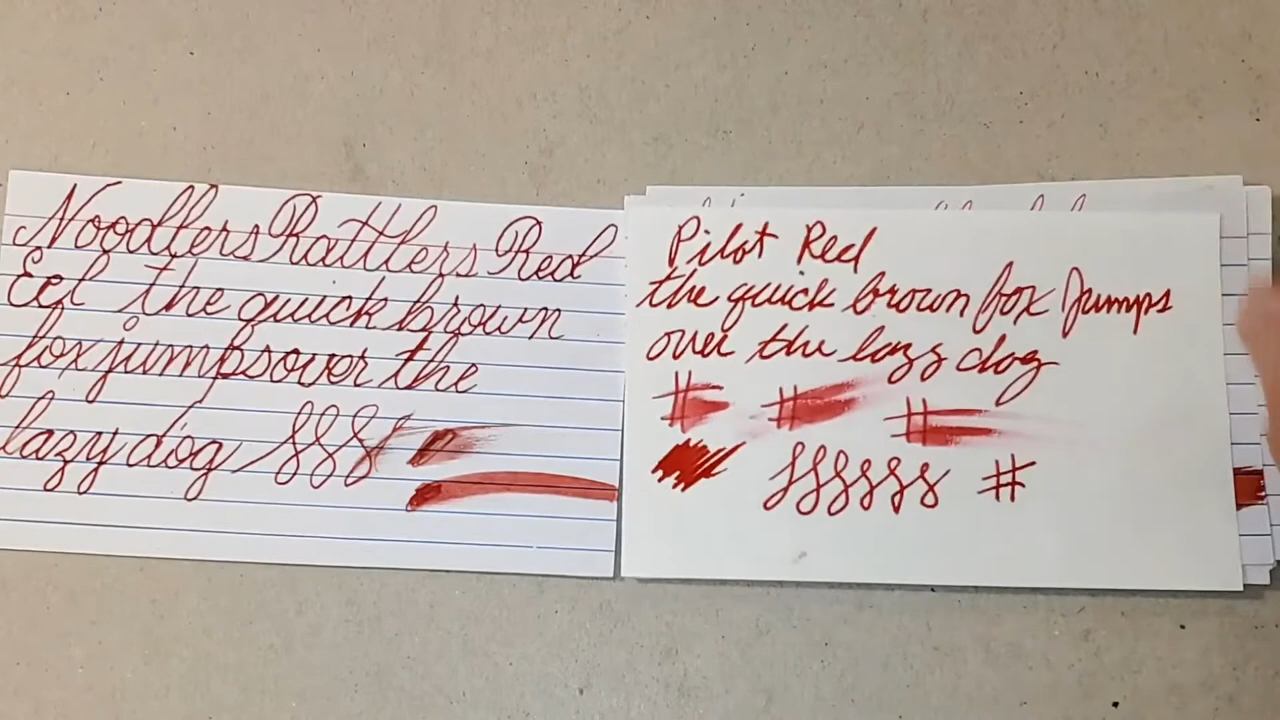 Noodlers Rattlers Red
Eel the quick brown
fox jumps over the
lazy dog
Pilot Red
the quick brown fox Jumps
over the lazy dog
# # #
#